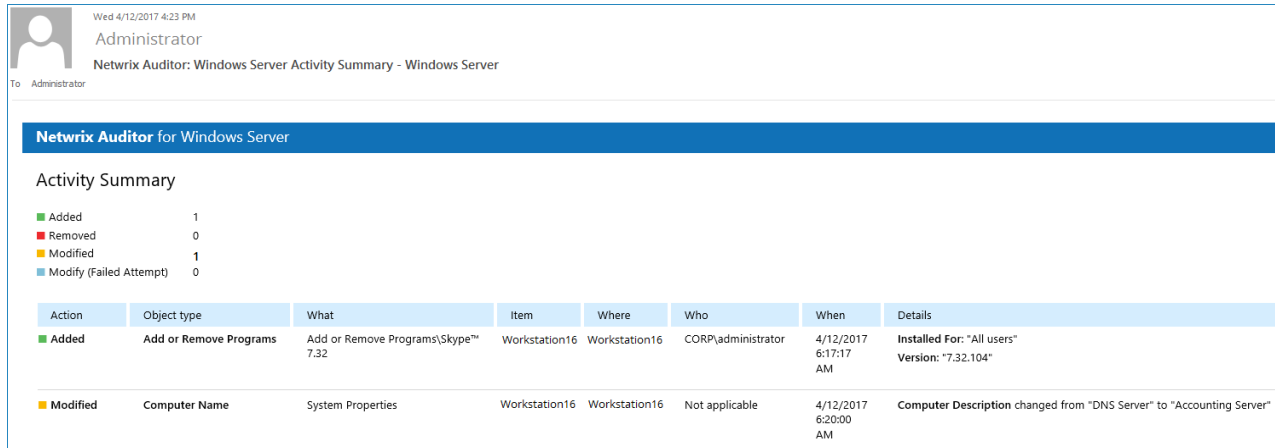 Wed 4/12/2017 4:23 PM
Administrator
Netwrix Auditor: Windows Server Activity Summary - Windows Server
To Administrator
Netwrix Auditor for Windows Server
Activity Summary
Added 1
Removed 0
Modified 1
Modify (Failed Attempt) 0
Action Object type What Item Where Who When Details
Added Add or Remove Programs Add or Remove Programs\Skype™ Workstation16 Workstation16 CORP\administrator 4/12/2017 Installed For: "All users"
7.32 6:17:17 Version: "7.32.104"
AM
Modified Computer Name System Properties Workstation16 Workstation16 Not applicable 4/12/2017 Computer Description changed from "DNS Server" to "Accounting Server"
6:20:00
AM